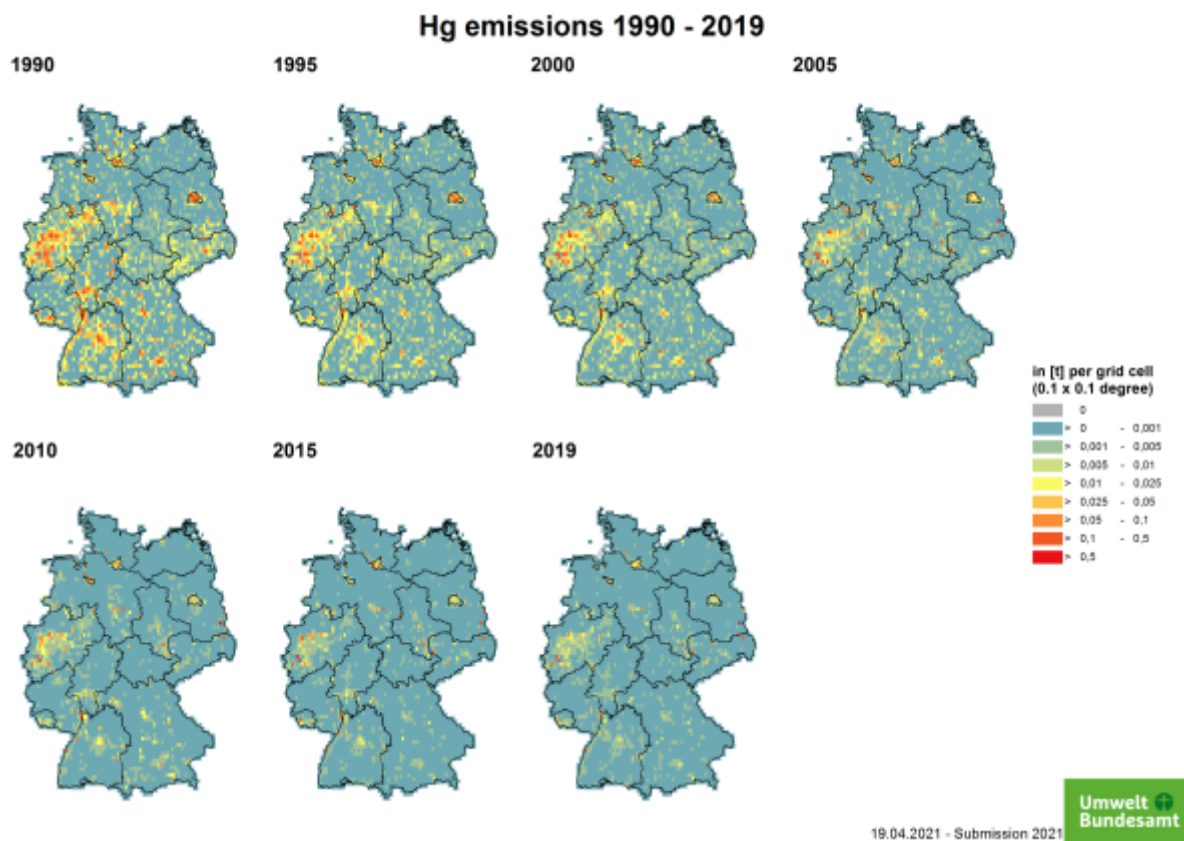 Hg emissions 1990 - 2019
1990
1995
2000
2005
2010
2015
2019
in [t] per grid cell
(0.1 x 0.1 degree)
0
> 0 - 0,001
> 0,001 - 0,005
> 0,005 - 0,01
> 0,01 - 0,025
> 0,025 - 0,05
> 0,05 - 0,1
> 0,1 - 0,5
> 0,5
19.04.2021 - Submission 2021
Umwelt
Bundesamt